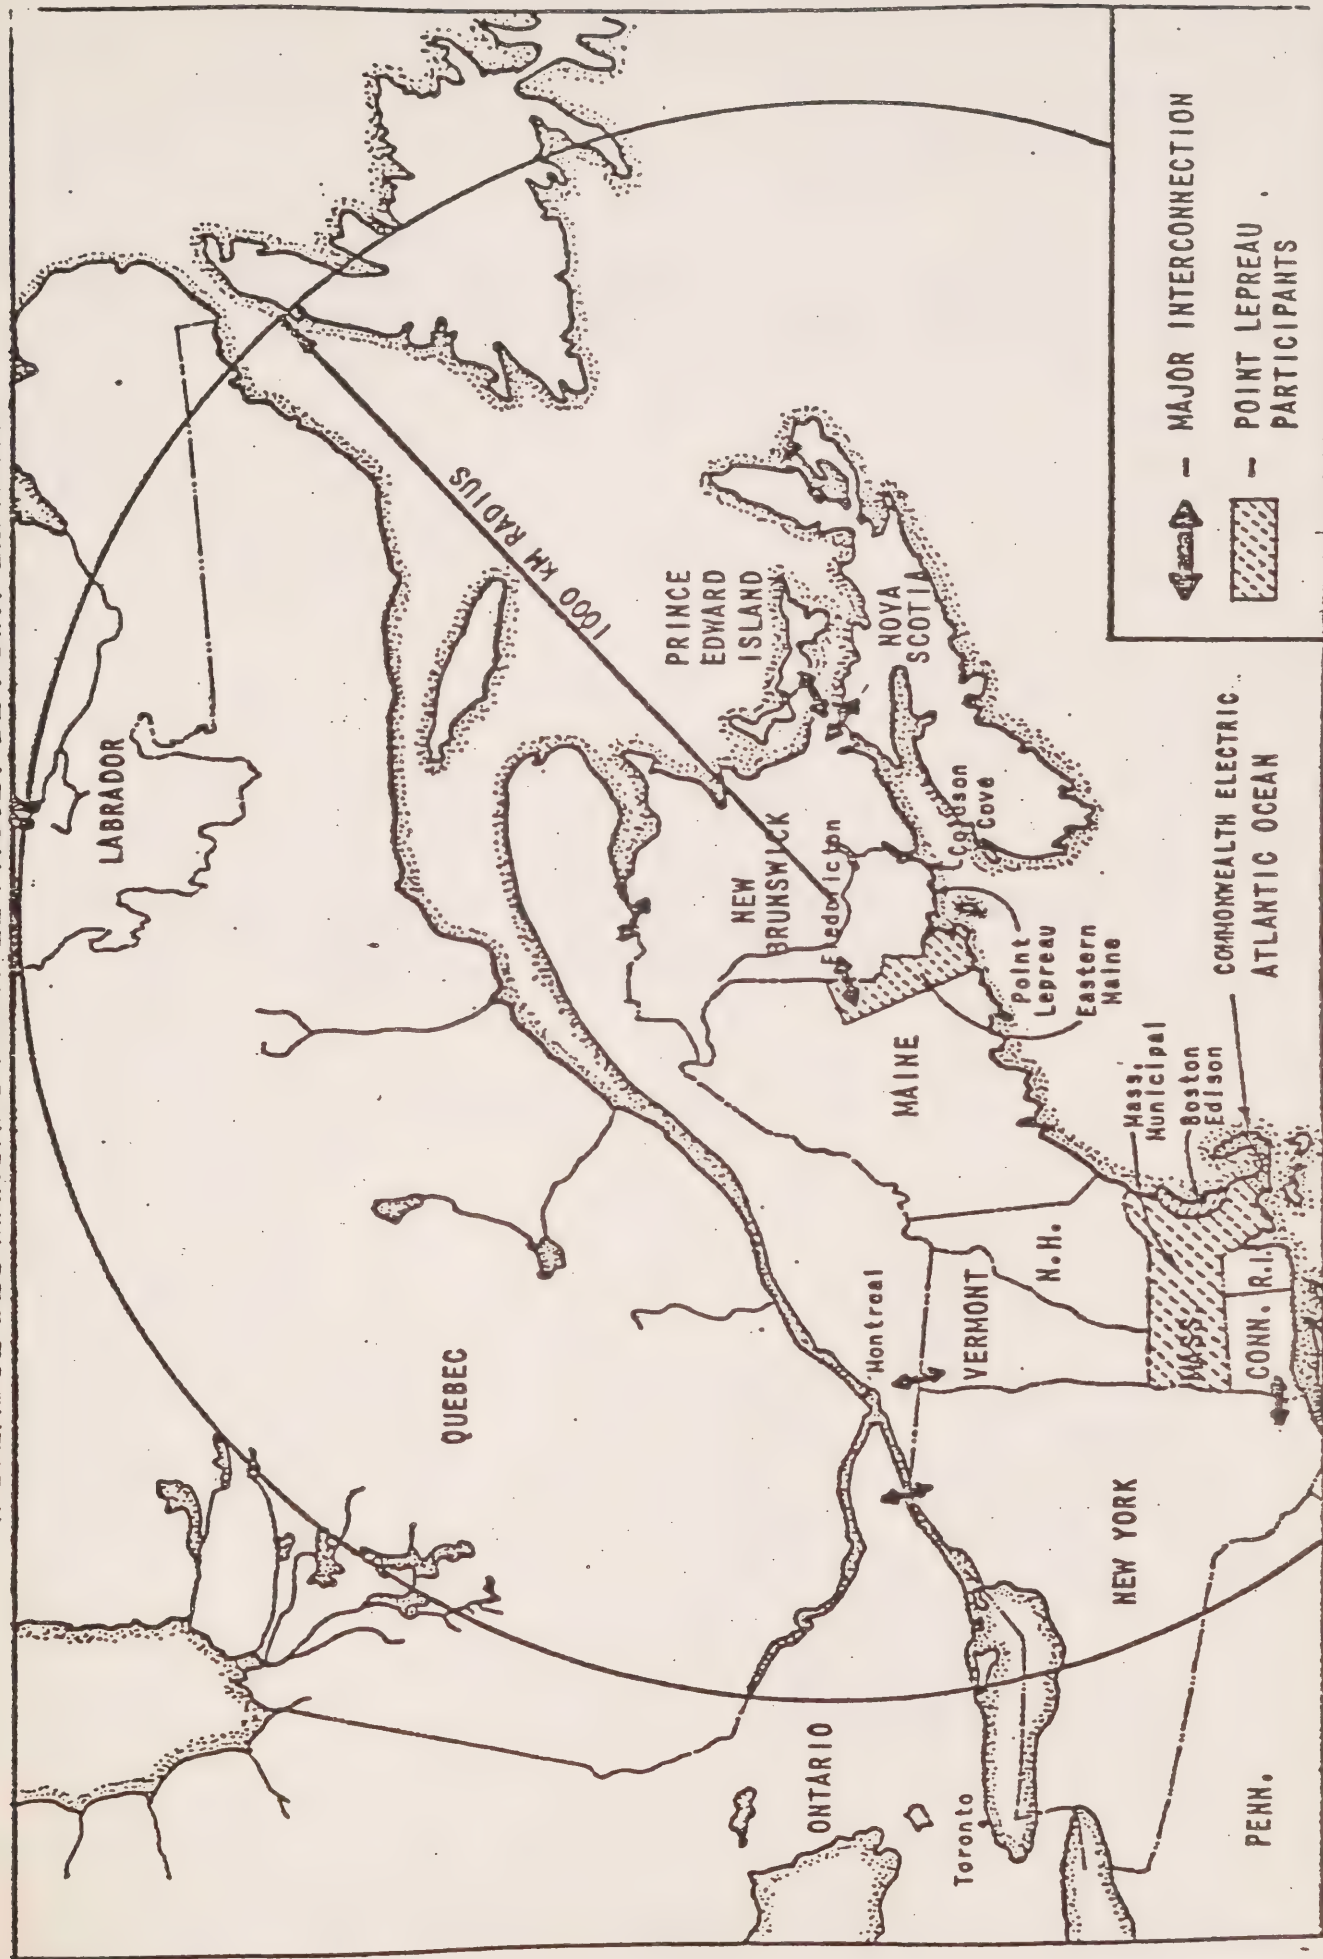 LABRADOR
QUEBEC
1000 KM RADIUS
PRINCE
EDWARD
ISLAND
NEW
BRUNSWICK
Fredericton
NOVA
SCOTIA
Coldson
Cove
Point
Lepreau
Eastern
Maine
MAINE
Montreal
VERMONT
N.H.
Mass.
Municipal
Boston
Edison
COMMONWEALTH ELECTRIC
ATLANTIC OCEAN
MASS.
CONN.
R.I.
NEW YORK
ONTARIO
Toronto
PENN.
- MAJOR INTERCONNECTION
- POINT LEPREAU
PARTICIPANTS